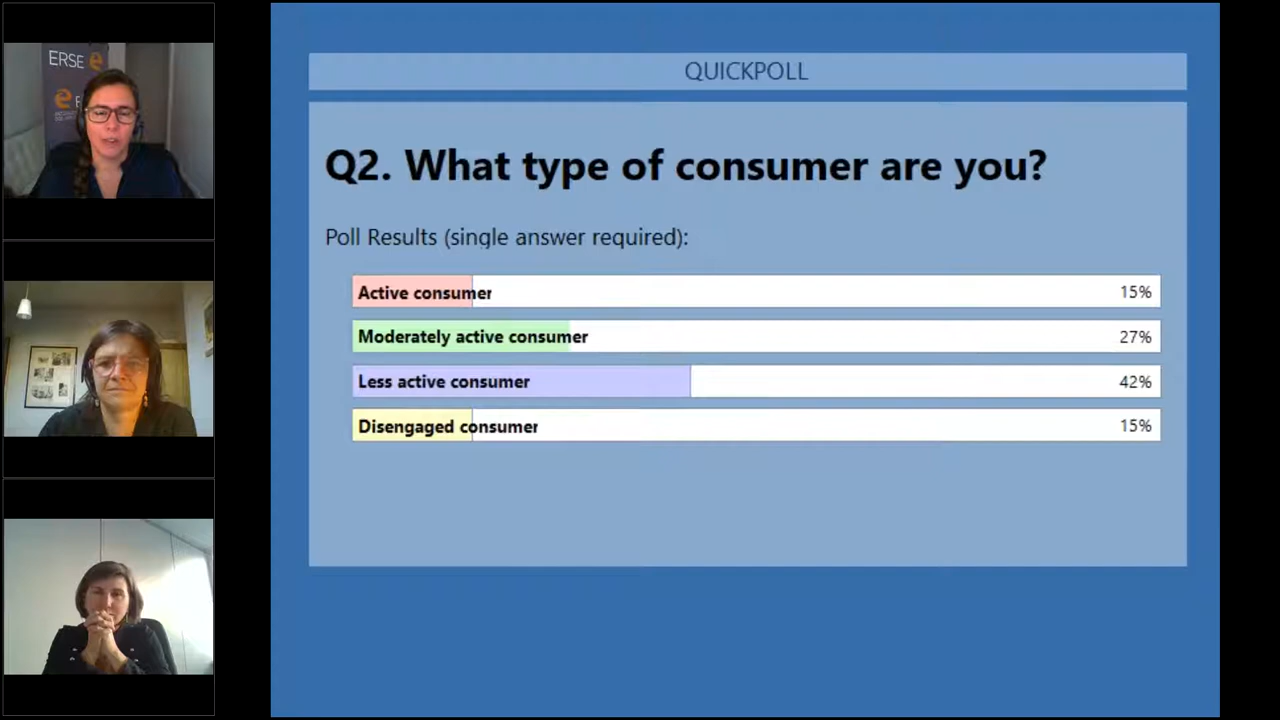 ERSE
QUICKPOLL
Q2. What type of consumer are you?
Poll Results (single answer required):
Active consumer 15%
Moderately active consumer 27%
Less active consumer 42%
Disengaged consumer 15%